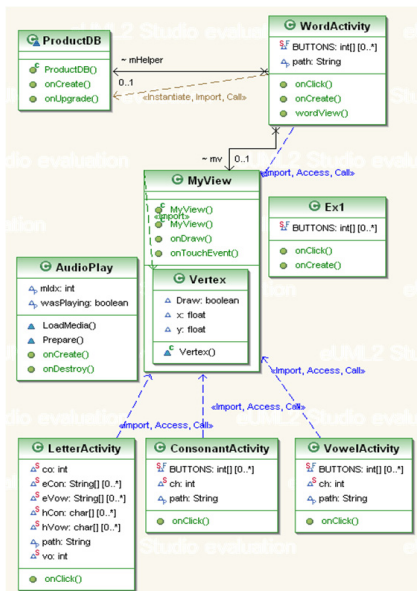 WordActivity
BUTTONS: int[] [0..*]
path: String
onClick()
onCreate()
wordView()
ProductDB
ProductDB()
onCreate()
onUpgrade()
~ mHelper
0..1
«Instantiate, Import, Call»
~ mv 0..1
«Import, Access, Call»
MyView
MyView()
MyView()
«Import»
onDraw()
onTouchEvent()
Ex1
BUTTONS: int[] [0..*]
onClick()
onCreate()
AudioPlay
mIdx: int
wasPlaying: boolean
LoadMedia()
Prepare()
onCreate()
onDestroy()
Vertex
Draw: boolean
x: float
y: float
Vertex()
«Import, Access, Call»
«Import, Access, Call»
«Import, Access, Call»
LetterActivity
co: int
eCon: String[] [0..*]
eVow: String[] [0..*]
hCon: char[] [0..*]
hVow: char[] [0..*]
path: String
vo: int
onClick()
ConsonantActivity
BUTTONS: int[] [0..*]
ch: int
path: String
onClick()
VowelActivity
BUTTONS: int[] [0..*]
ch: int
path: String
onClick()